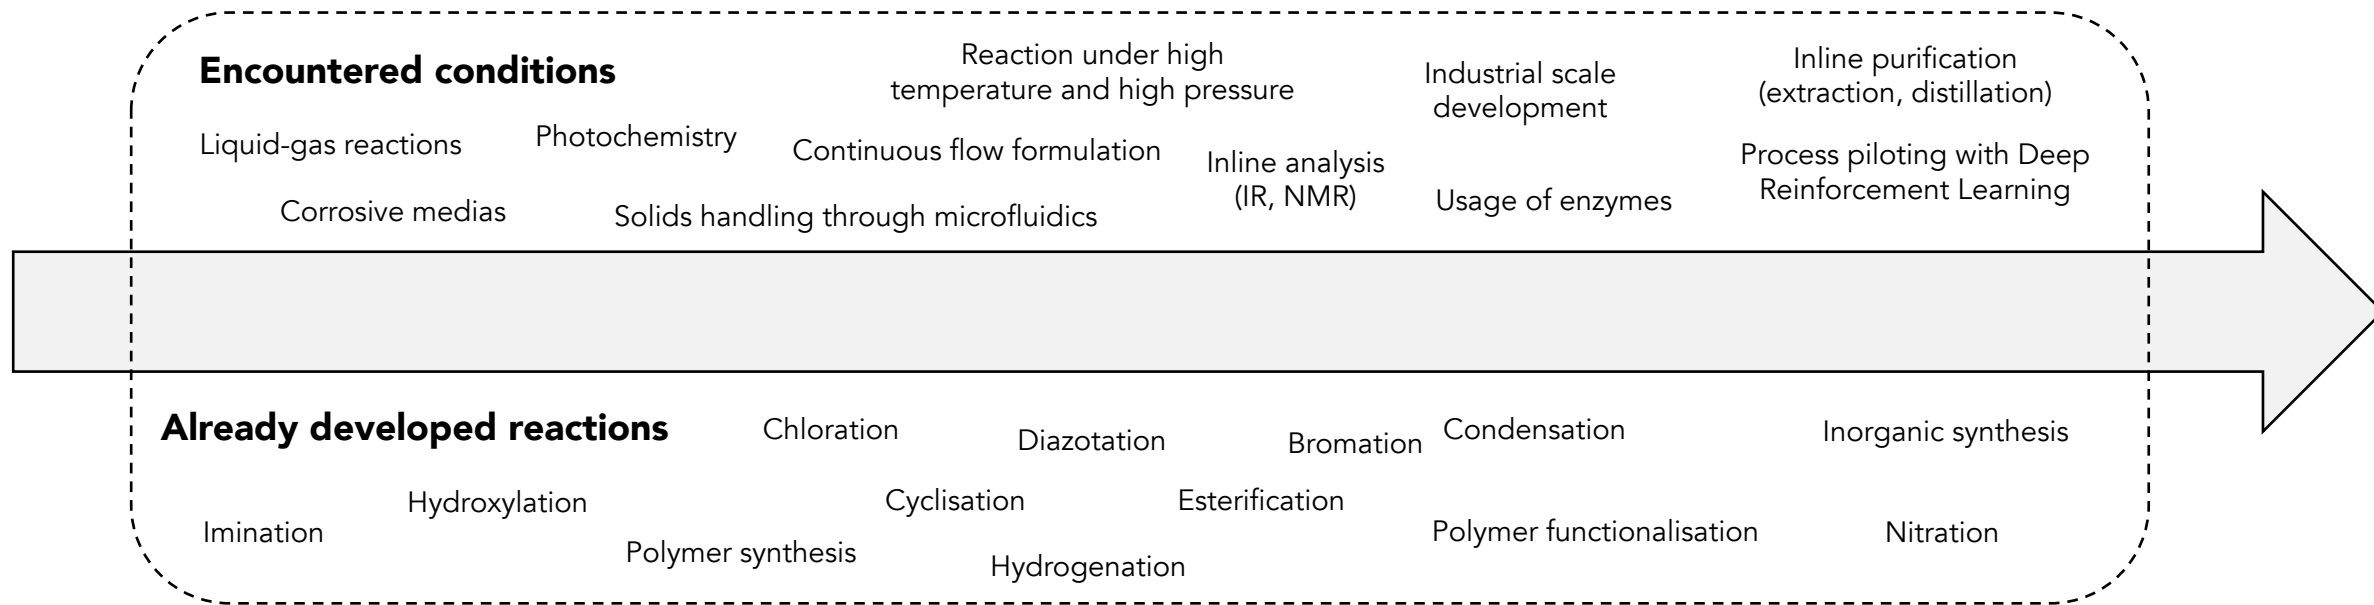 Encountered conditions
Reaction under high
temperature and high pressure
Industrial scale
development
Inline purification
(extraction, distillation)
Liquid-gas reactions
Photochemistry
Continuous flow formulation
Inline analysis
(IR, NMR)
Process piloting with Deep
Reinforcement Learning
Corrosive medias
Solids handling through microfluidics
Usage of enzymes
Already developed reactions
Chloration
Diazotation
Bromation
Condensation
Inorganic synthesis
Imination
Hydroxylation
Polymer synthesis
Cyclisation
Hydrogenation
Esterification
Polymer functionalisation
Nitration